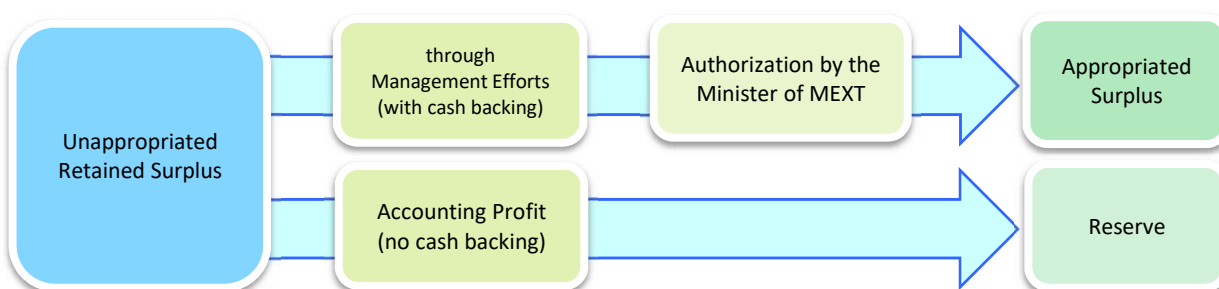 Unappropriated
Retained Surplus
through
Management Efforts
(with cash backing)
Authorization by the
Minister of MEXT
Appropriated
Surplus
Accounting Profit
(no cash backing)
Reserve